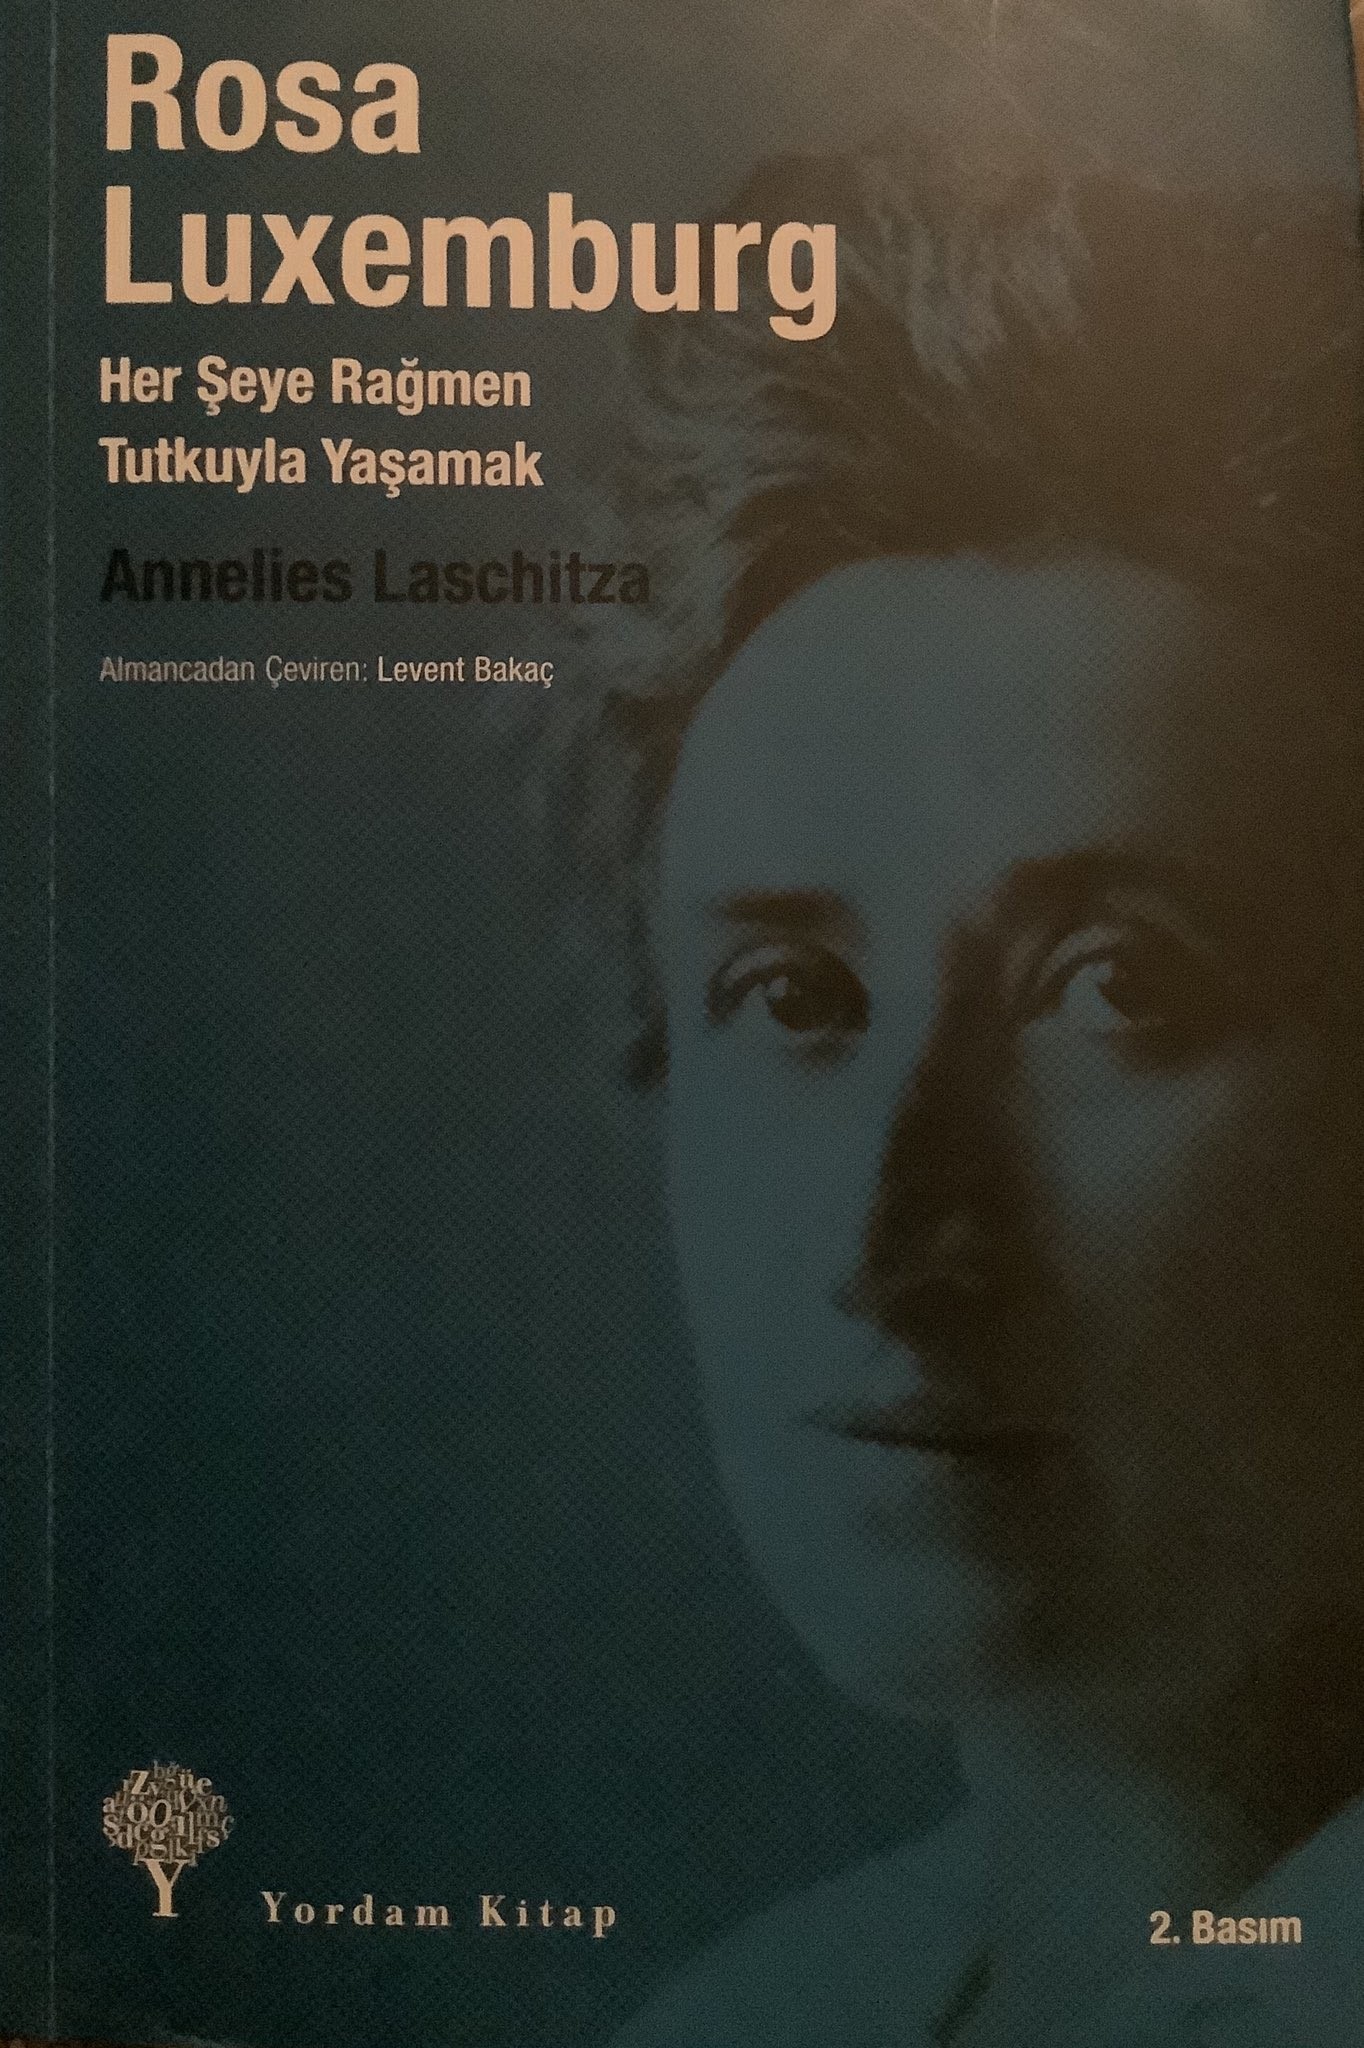 Rosa
Luxemburg
Her Şeye Rağmen
Tutkuyla Yaşamak
Annelies Laschitza
Almancadan Çeviren: Levent Bakaç
Y
Yordam Kitap
2. Basım